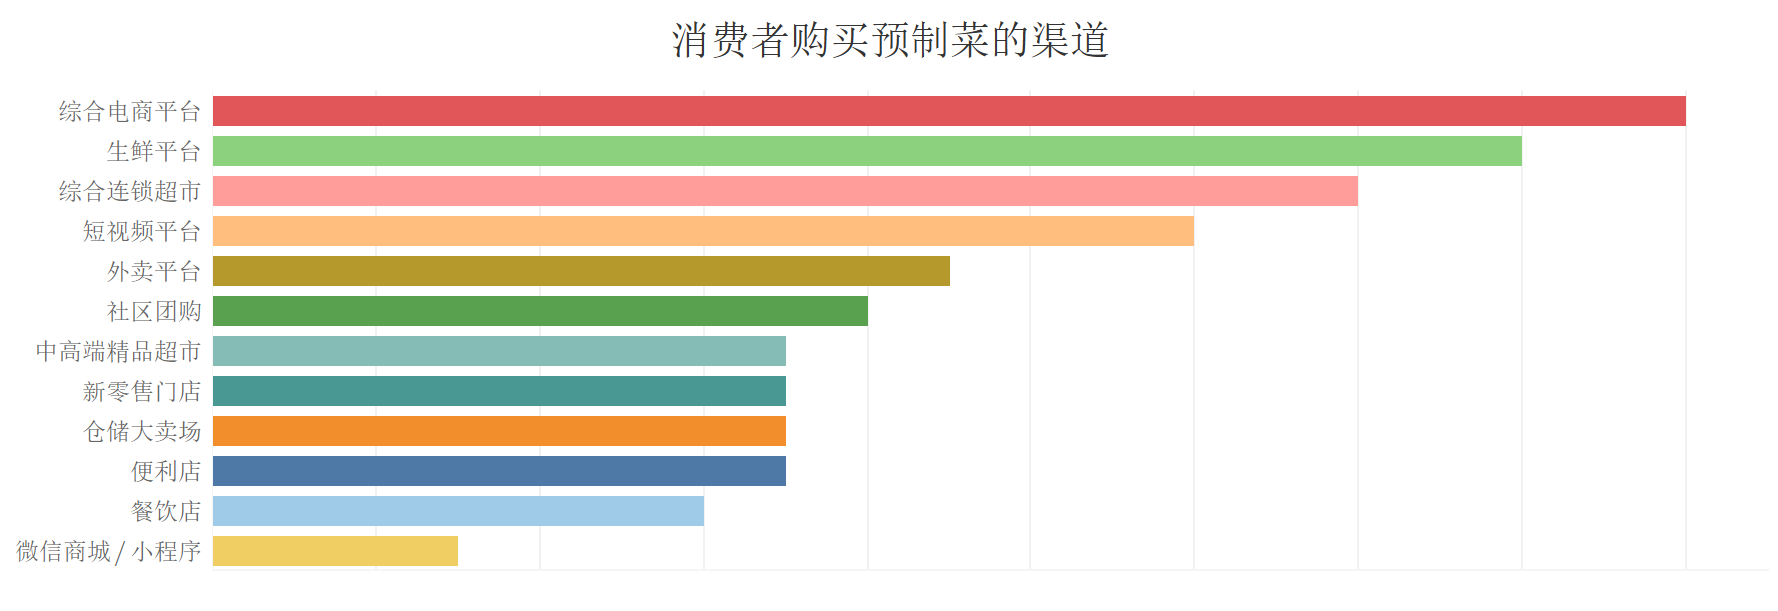 消费者购买预制菜的渠道
综合电商平台
生鲜平台
综合连锁超市
短视频平台
外卖平台
社区团购
中高端精品超市
新零售门店
仓储大卖场
便利店
餐饮店
微信商城/小程序